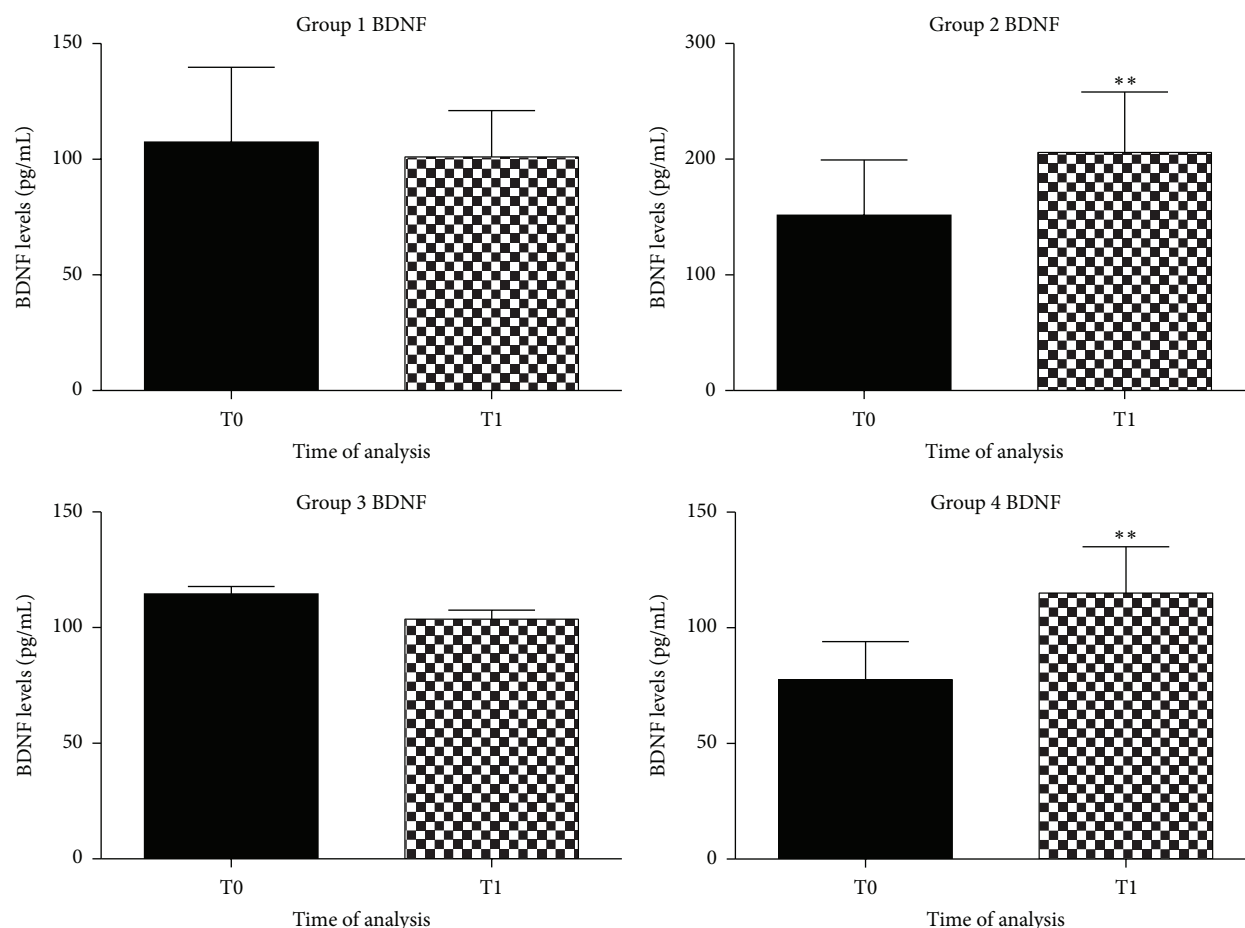 Group 1 BDNF
150
100
50
0
BDNF levels (pg/mL)
T0 T1
Time of analysis
Group 2 BDNF
300
**
200
100
0
BDNF levels (pg/mL)
T0 T1
Time of analysis
Group 3 BDNF
150
100
50
0
BDNF levels (pg/mL)
T0 T1
Time of analysis
Group 4 BDNF
150
**
100
50
0
BDNF levels (pg/mL)
T0 T1
Time of analysis